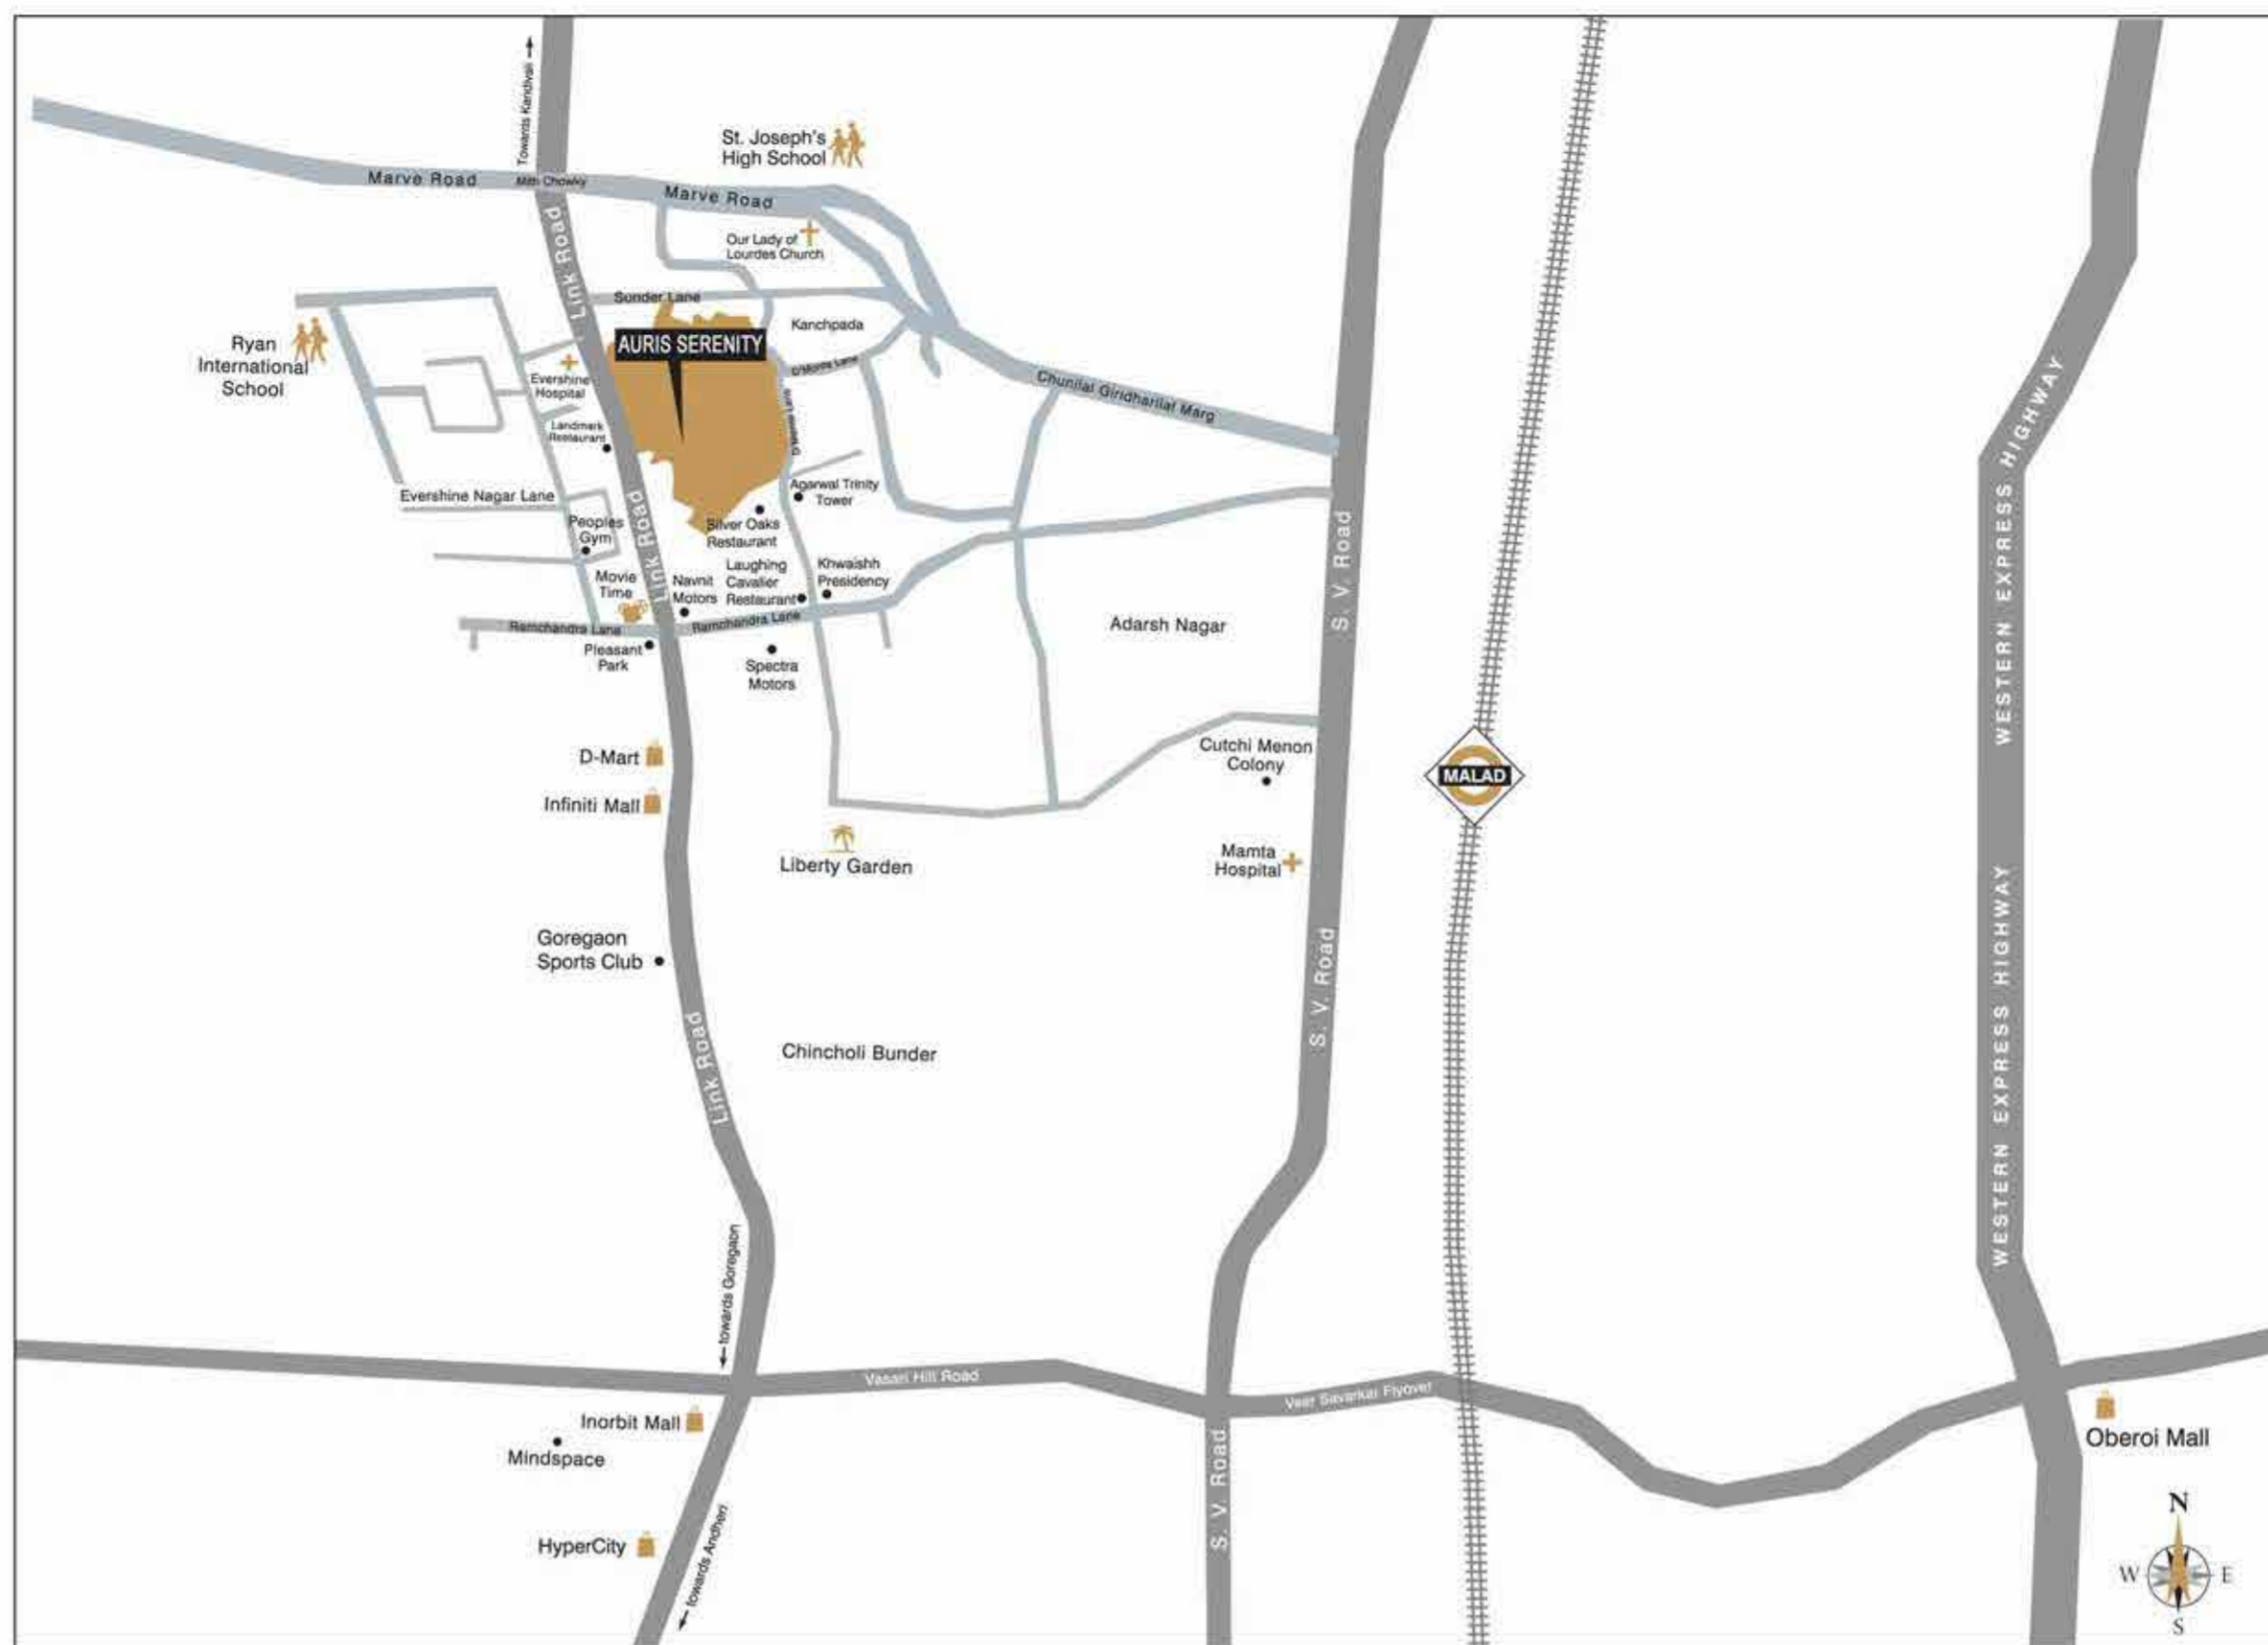 Towards Kandivali
St. Joseph's
High School
Marve Road
Mith Chowky
Marve Road
Link Road
Our Lady of
Lourdes Church
Sunder Lane
Kanchpada
AURIS SERENITY
Ryan
International
School
Evershine
Hospital
D'Monte Lane
Chunilal Giridharilal Marg
Landmark
Restaurant
Evershine Nagar Lane
Agarwal Trinity
Tower
Peoples
Gym
Link Road
Silver Oaks
Restaurant
Movie
Time
Navnit
Motors
Laughing
Cavalier
Restaurant
Khwaishh
Presidency
Ramchandra Lane
Ramchandra Lane
Pleasant
Park
Spectra
Motors
Adarsh Nagar
S. V. Road
WESTERN EXPRESS HIGHWAY
D-Mart
Infiniti Mall
Cutchi Menon
Colony
MALAD
Liberty Garden
Mamta
Hospital
Goregaon
Sports Club
S. V. Road
WESTERN EXPRESS HIGHWAY
Link Road
Chincholi Bunder
towards Goregaon
Vasari Hill Road
Veer Savarkar Flyover
Inorbit Mall
Mindspace
S. V. Road
Oberoi Mall
HyperCity
towards Andheri
N
W
E
S